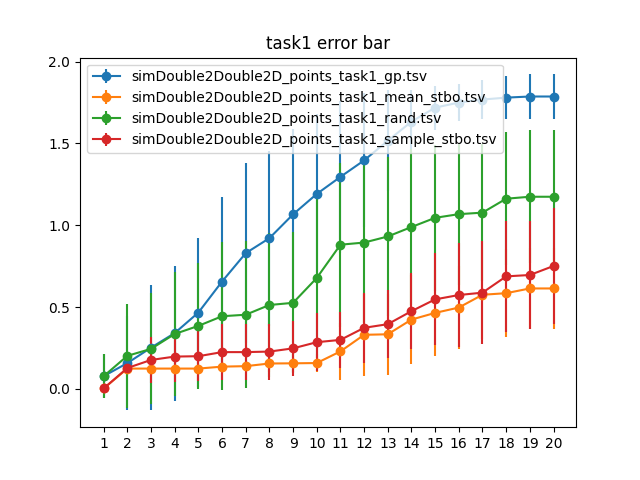 task1 error bar
simDouble2Double2D_points_task1_gp.tsv
simDouble2Double2D_points_task1_mean_stbo.tsv
simDouble2Double2D_points_task1_rand.tsv
simDouble2Double2D_points_task1_sample_stbo.tsv
2.0
1.5
1.0
0.5
0.0
1 2 3 4 5 6 7 8 9 10 11 12 13 14 15 16 17 18 19 20